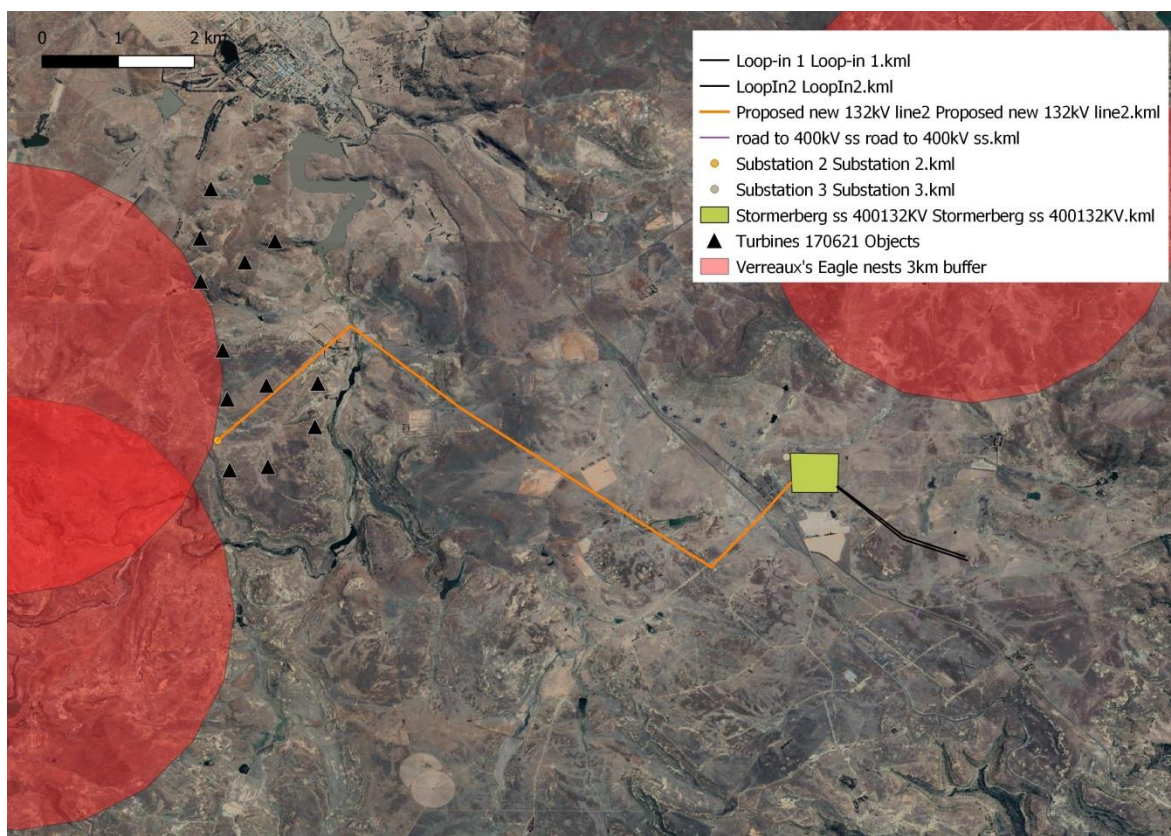 0 1 2 km
Loop-in 1 Loop-in 1.kml
LoopIn2 LoopIn2.kml
Proposed new 132kV line2 Proposed new 132kV line2.kml
road to 400kV ss road to 400kV ss.kml
Substation 2 Substation 2.kml
Substation 3 Substation 3.kml
Stormerberg ss 400132KV Stormerberg ss 400132KV.kml
Turbines 170621 Objects
Verreaux's Eagle nests 3km buffer